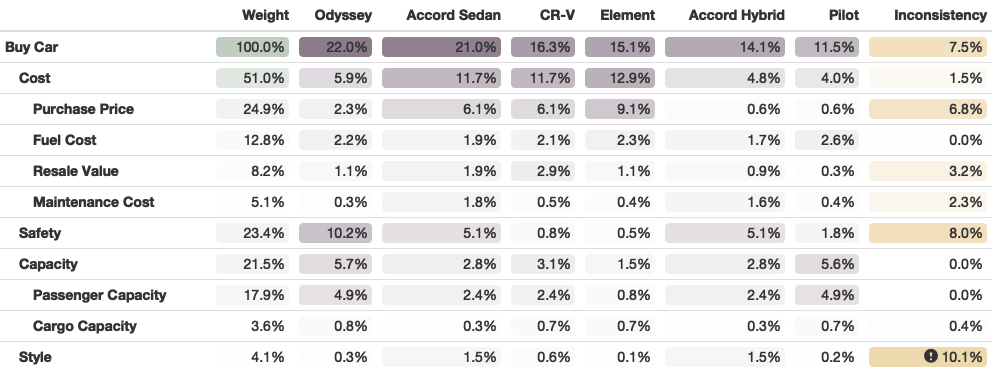 Weight Odyssey Accord Sedan CR-V Element Accord Hybrid Pilot Inconsistency
Buy Car 100.0% 22.0% 21.0% 16.3% 15.1% 14.1% 11.5% 7.5%
Cost 51.0% 5.9% 11.7% 11.7% 12.9% 4.8% 4.0% 1.5%
Purchase Price 24.9% 2.3% 6.1% 6.1% 9.1% 0.6% 0.6% 6.8%
Fuel Cost 12.8% 2.2% 1.9% 2.1% 2.3% 1.7% 2.6% 0.0%
Resale Value 8.2% 1.1% 1.9% 2.9% 1.1% 0.9% 0.3% 3.2%
Maintenance Cost 5.1% 0.3% 1.8% 0.5% 0.4% 1.6% 0.4% 2.3%
Safety 23.4% 10.2% 5.1% 0.8% 0.5% 5.1% 1.8% 8.0%
Capacity 21.5% 5.7% 2.8% 3.1% 1.5% 2.8% 5.6% 0.0%
Passenger Capacity 17.9% 4.9% 2.4% 2.4% 0.8% 2.4% 4.9% 0.0%
Cargo Capacity 3.6% 0.8% 0.3% 0.7% 0.7% 0.3% 0.7% 0.4%
Style 4.1% 0.3% 1.5% 0.6% 0.1% 1.5% 0.2% 10.1%